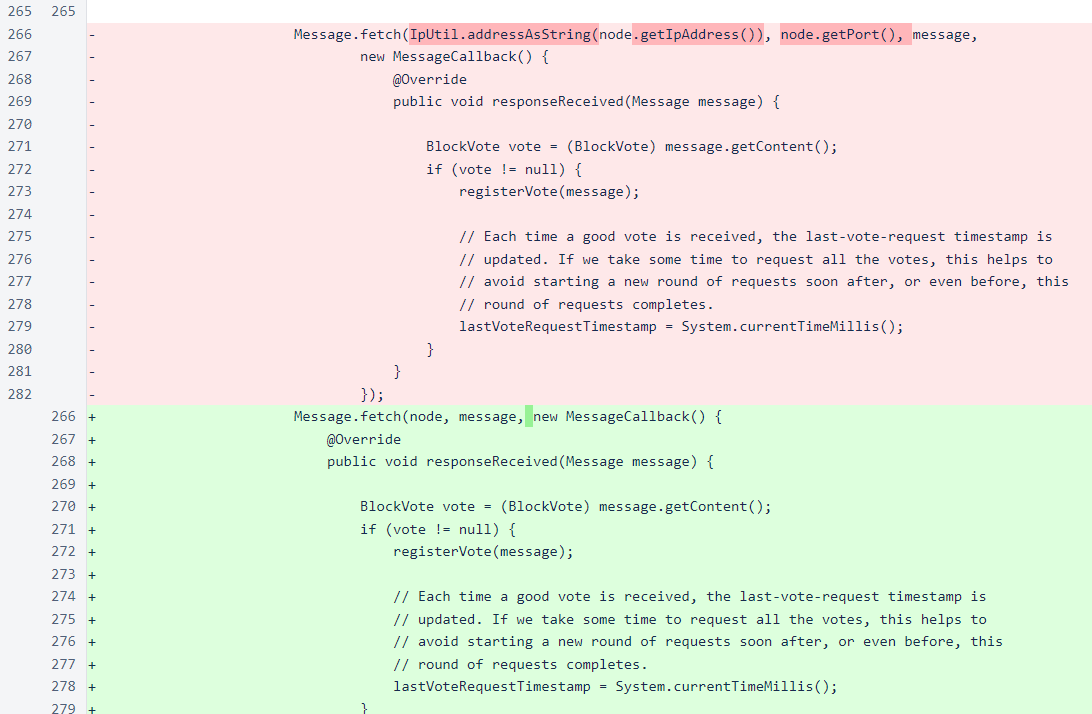 265 265
266 - Message.fetch(IpUtil.addressAsString(node.getIpAddress()), node.getPort(), message,
267 - new MessageCallback() {
268 - @Override
269 - public void responseReceived(Message message) {
270 -
271 - BlockVote vote = (BlockVote) message.getContent();
272 - if (vote != null) {
273 - registerVote(message);
274 -
275 - // Each time a good vote is received, the last-vote-request timestamp is
276 - // updated. If we take some time to request all the votes, this helps to
277 - // avoid starting a new round of requests soon after, or even before, this
278 - // round of requests completes.
279 - lastVoteRequestTimestamp = System.currentTimeMillis();
280 - }
281 - }
282 - });
266 + Message.fetch(node, message, new MessageCallback() {
267 + @Override
268 + public void responseReceived(Message message) {
269 +
270 + BlockVote vote = (BlockVote) message.getContent();
271 + if (vote != null) {
272 + registerVote(message);
273 +
274 + // Each time a good vote is received, the last-vote-request timestamp is
275 + // updated. If we take some time to request all the votes, this helps to
276 + // avoid starting a new round of requests soon after, or even before, this
277 + // round of requests completes.
278 + lastVoteRequestTimestamp = System.currentTimeMillis();
279 + }